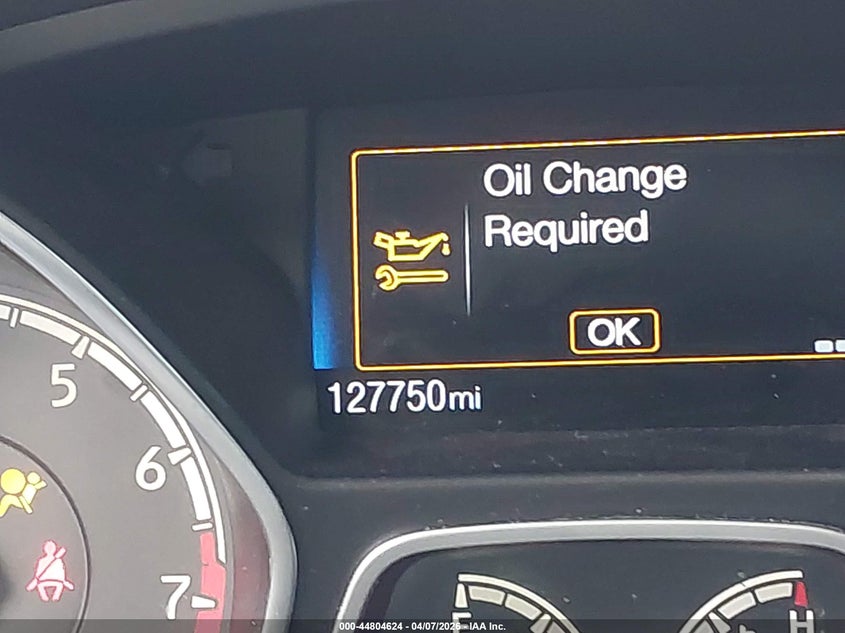 Oil Change
Required
OK
127750mi
5
6
7
H
000-44804624 - 04/07/2026 - IAA Inc.